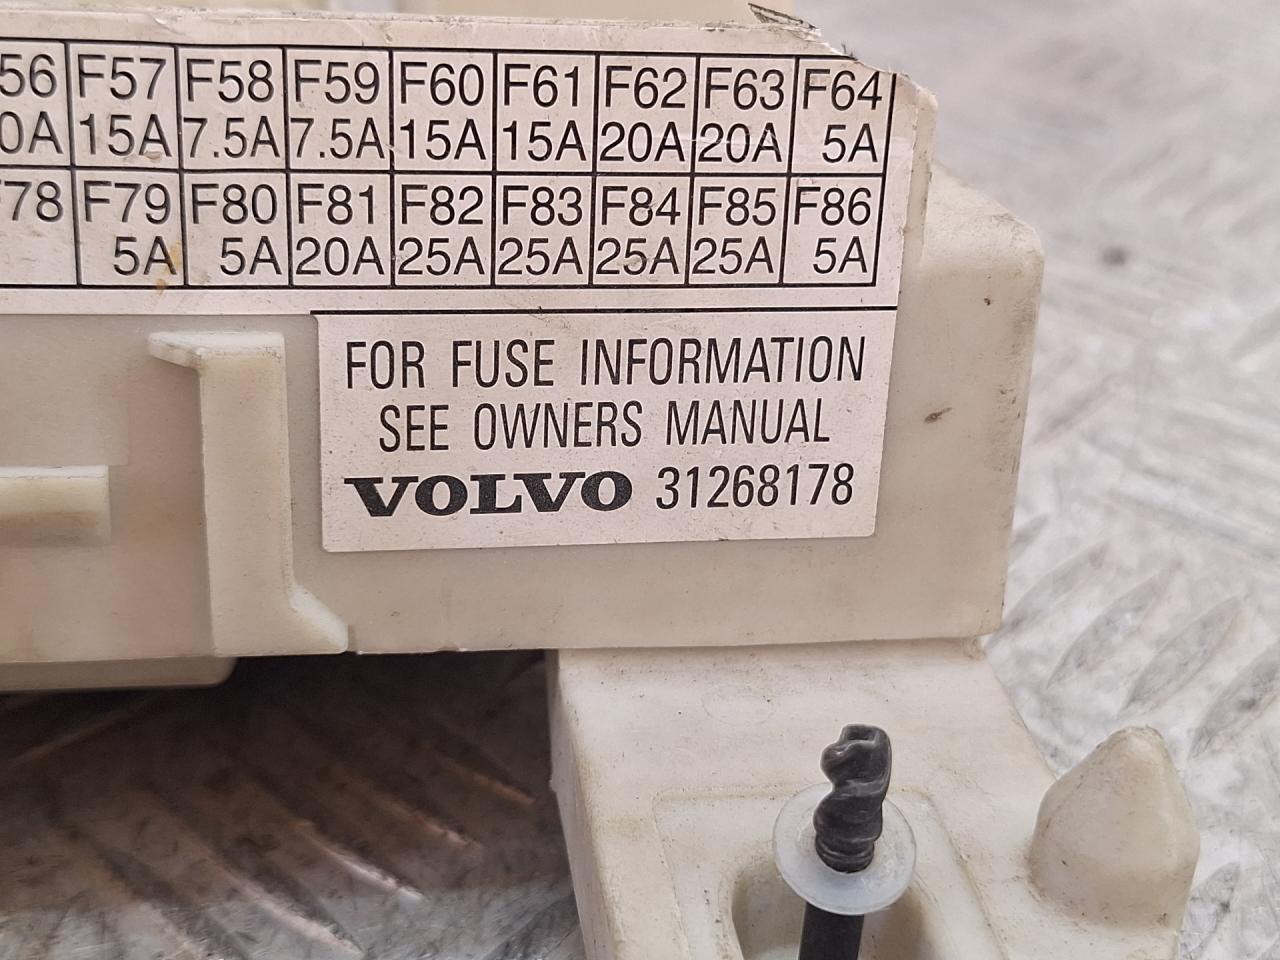 56 F57 F58 F59 F60 F61 F62 F63 F64
0A 15A 7.5A 7.5A 15A 15A 20A 20A 5A
F78 F79 F80 F81 F82 F83 F84 F85 F86
5A 5A 20A 25A 25A 25A 25A 5A
FOR FUSE INFORMATION
SEE OWNERS MANUAL
VOLVO 31268178